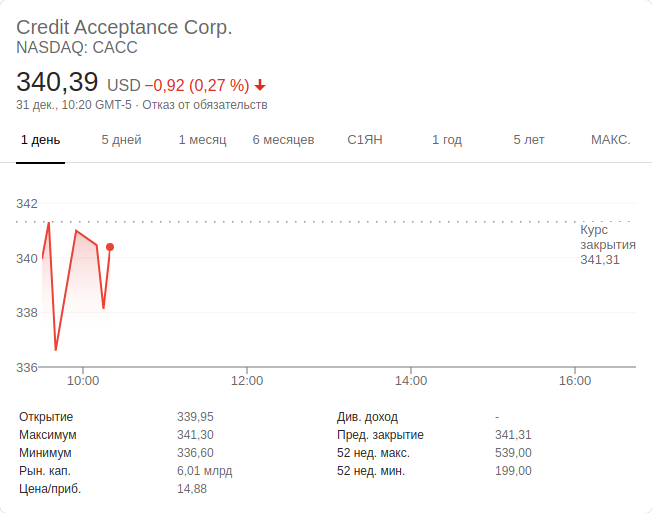 Credit Acceptance Corp.
NASDAQ: CACC
340,39 USD −0,92 (0,27 %)
31 дек., 10:20 GMT-5 · Отказ от обязательств
1 день 5 дней 1 месяц 6 месяцев С1ЯН 1 год 5 лет МАКС.
342
340
338
336
Курс
закрытия
341,31
10:00 12:00 14:00 16:00
Открытие 339,95 Див. доход -
Максимум 341,30 Пред. закрытие 341,31
Минимум 336,60 52 нед. макс. 539,00
Рын. кап. 6,01 млрд 52 нед. мин. 199,00
Цена/приб. 14,88